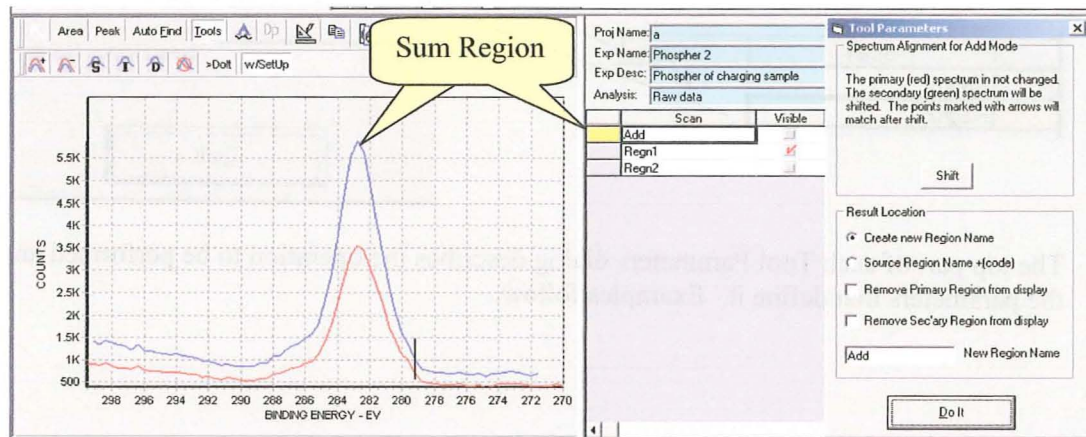 Area Peak Auto Find Tools Dp
>DoIt w/SetUp
Sum Region
5.5K
5K
4.5K
4K
3.5K
3K
2.5K
2K
1.5K
1K
500
COUNTS
298 296 294 292 290 288 286 284 282 280 278 276 274 272 270
BINDING ENERGY - EV
Proj Name: a
Exp Name: Phospher 2
Exp Desc: Phospher of charging sample
Analysis: Raw data
Scan Visible
Add
Regn1
Regn2
Tool Parameters
Spectrum Alignment for Add Mode
The primary (red) spectrum in not changed.
The secondary (green) spectrum will be
shifted. The points marked with arrows will
match after shift.
Shift
Result Location
Create new Region Name
Source Region Name +(code)
Remove Primary Region from display
Remove Sec'ary Region from display
Add New Region Name
Do It